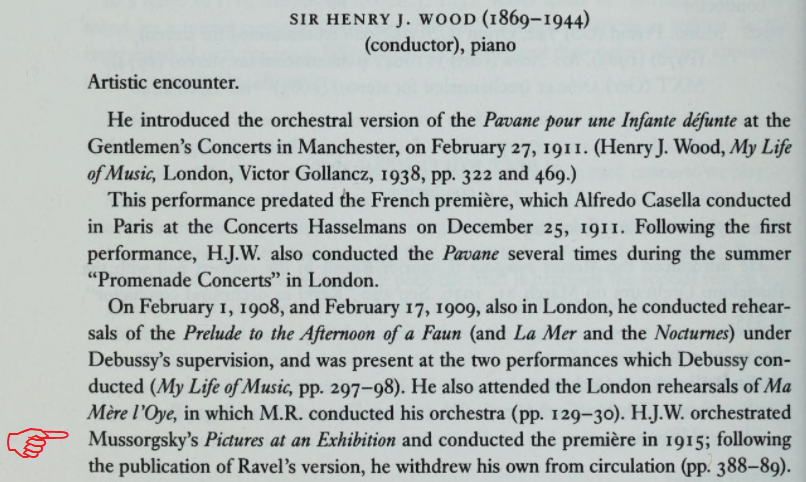 SIR HENRY J. WOOD (1869–1944)
(conductor), piano
Artistic encounter.
He introduced the orchestral version of the Pavane pour une Infante défunte at the
Gentlemen's Concerts in Manchester, on February 27, 1911. (Henry J. Wood, My Life
of Music, London, Victor Gollancz, 1938, pp. 322 and 469.)
This performance predated the French première, which Alfredo Casella conducted
in Paris at the Concerts Hasselmans on December 25, 1911. Following the first
performance, H.J.W. also conducted the Pavane several times during the summer
“Promenade Concerts” in London.
On February 1, 1908, and February 17, 1909, also in London, he conducted rehear-
sals of the Prelude to the Afternoon of a Faun (and La Mer and the Nocturnes) under
Debussy's supervision, and was present at the two performances which Debussy con-
ducted (My Life of Music, pp. 297–98). He also attended the London rehearsals of Ma
Mère l'Oye, in which M.R. conducted his orchestra (pp. 129–30). H.J.W. orchestrated
Mussorgsky's Pictures at an Exhibition and conducted the première in 1915; following
the publication of Ravel's version, he withdrew his own from circulation (pp. 388–89).